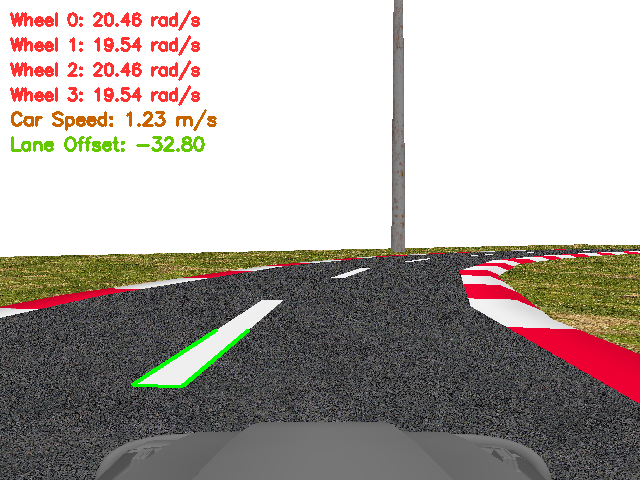 Wheel 0: 20.46 rad/s
Wheel 1: 19.54 rad/s
Wheel 2: 20.46 rad/s
Wheel 3: 19.54 rad/s
Car Speed: 1.23 m/s
Lane Offset: -32.80